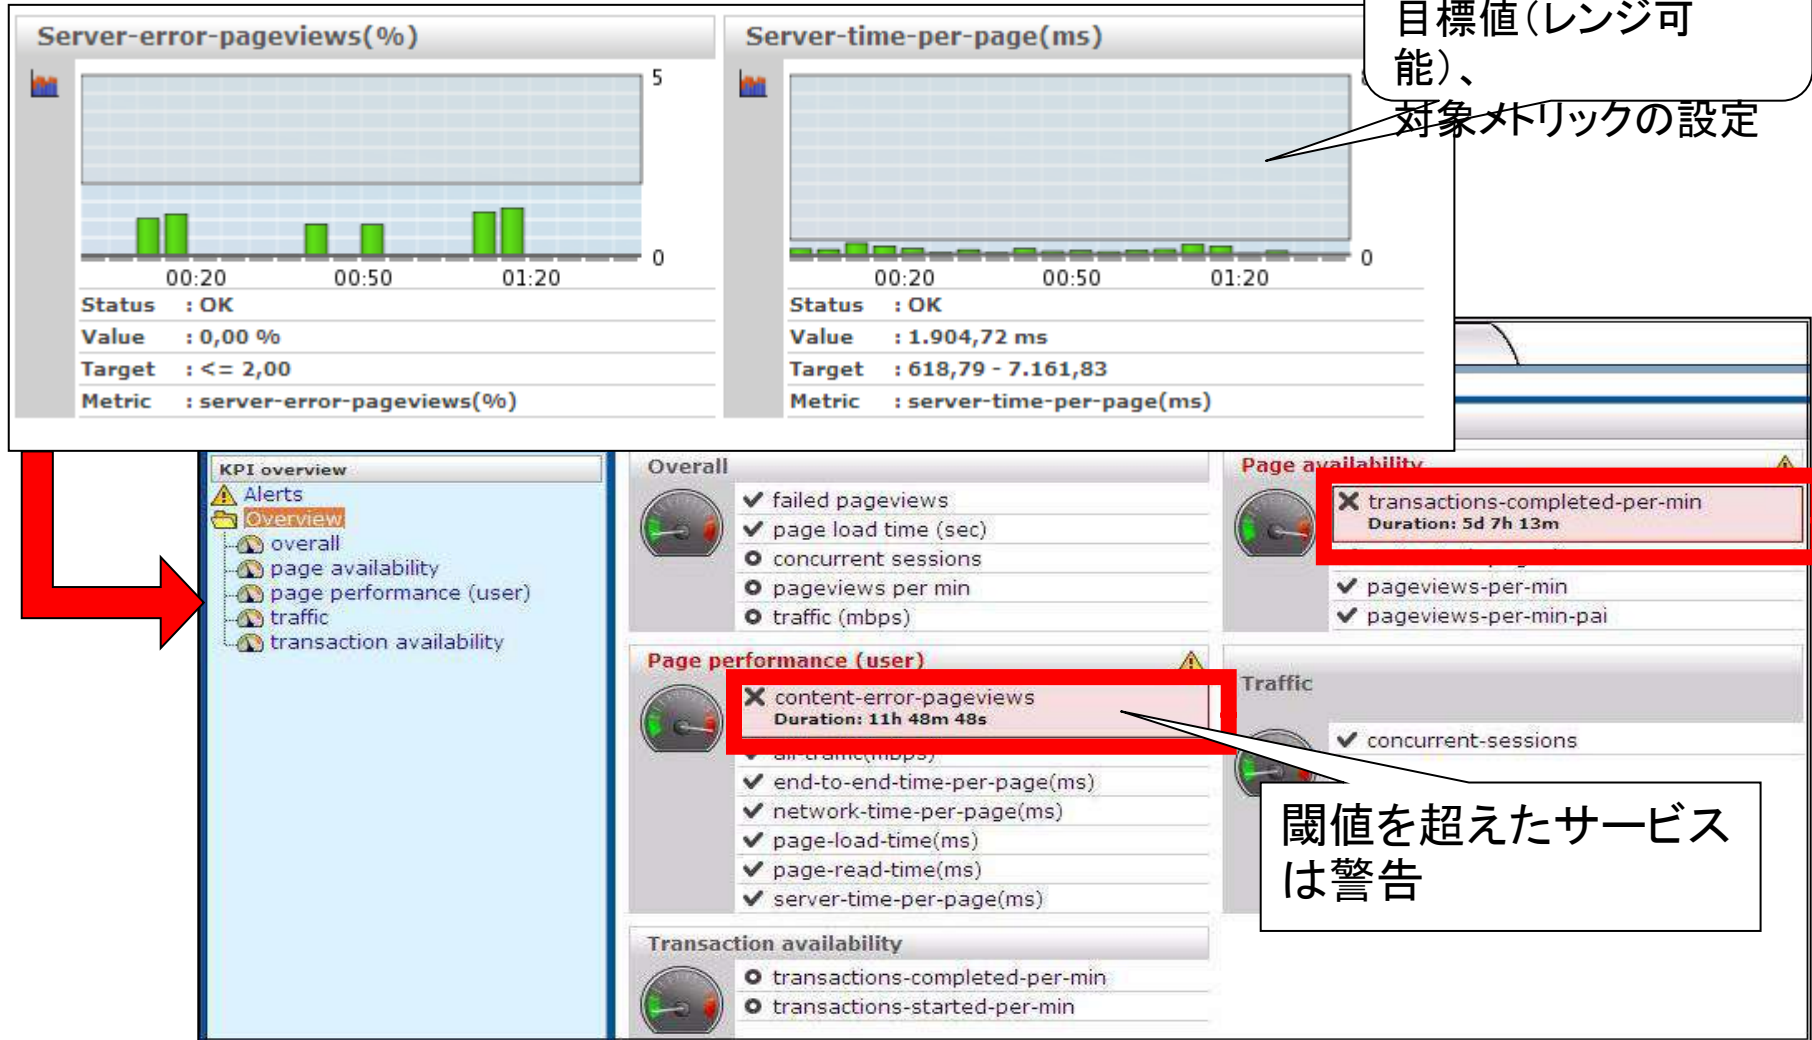 目標値（レンジ可
能）、
対象メトリックの設定
Server-error-pageviews(%)
5
0
00:20 00:50 01:20
Status : OK
Value : 0,00 %
Target : <= 2,00
Metric : server-error-pageviews(%)
Server-time-per-page(ms)
0
00:20 00:50 01:20
Status : OK
Value : 1.904,72 ms
Target : 618,79 - 7.161,83
Metric : server-time-per-page(ms)
KPI overview
Alerts
Overview
overall
page availability
page performance (user)
traffic
transaction availability
Overall
failed pageviews
page load time (sec)
concurrent sessions
pageviews per min
traffic (mbps)
Page availability
transactions-completed-per-min
Duration: 5d 7h 13m
pageviews-per-min
pageviews-per-min-pai
Page performance (user)
content-error-pageviews
Duration: 11h 48m 48s
all-traffic(mbps)
end-to-end-time-per-page(ms)
network-time-per-page(ms)
page-load-time(ms)
page-read-time(ms)
server-time-per-page(ms)
Traffic
concurrent-sessions
閾値を超えたサービス
は警告
Transaction availability
transactions-completed-per-min
transactions-started-per-min